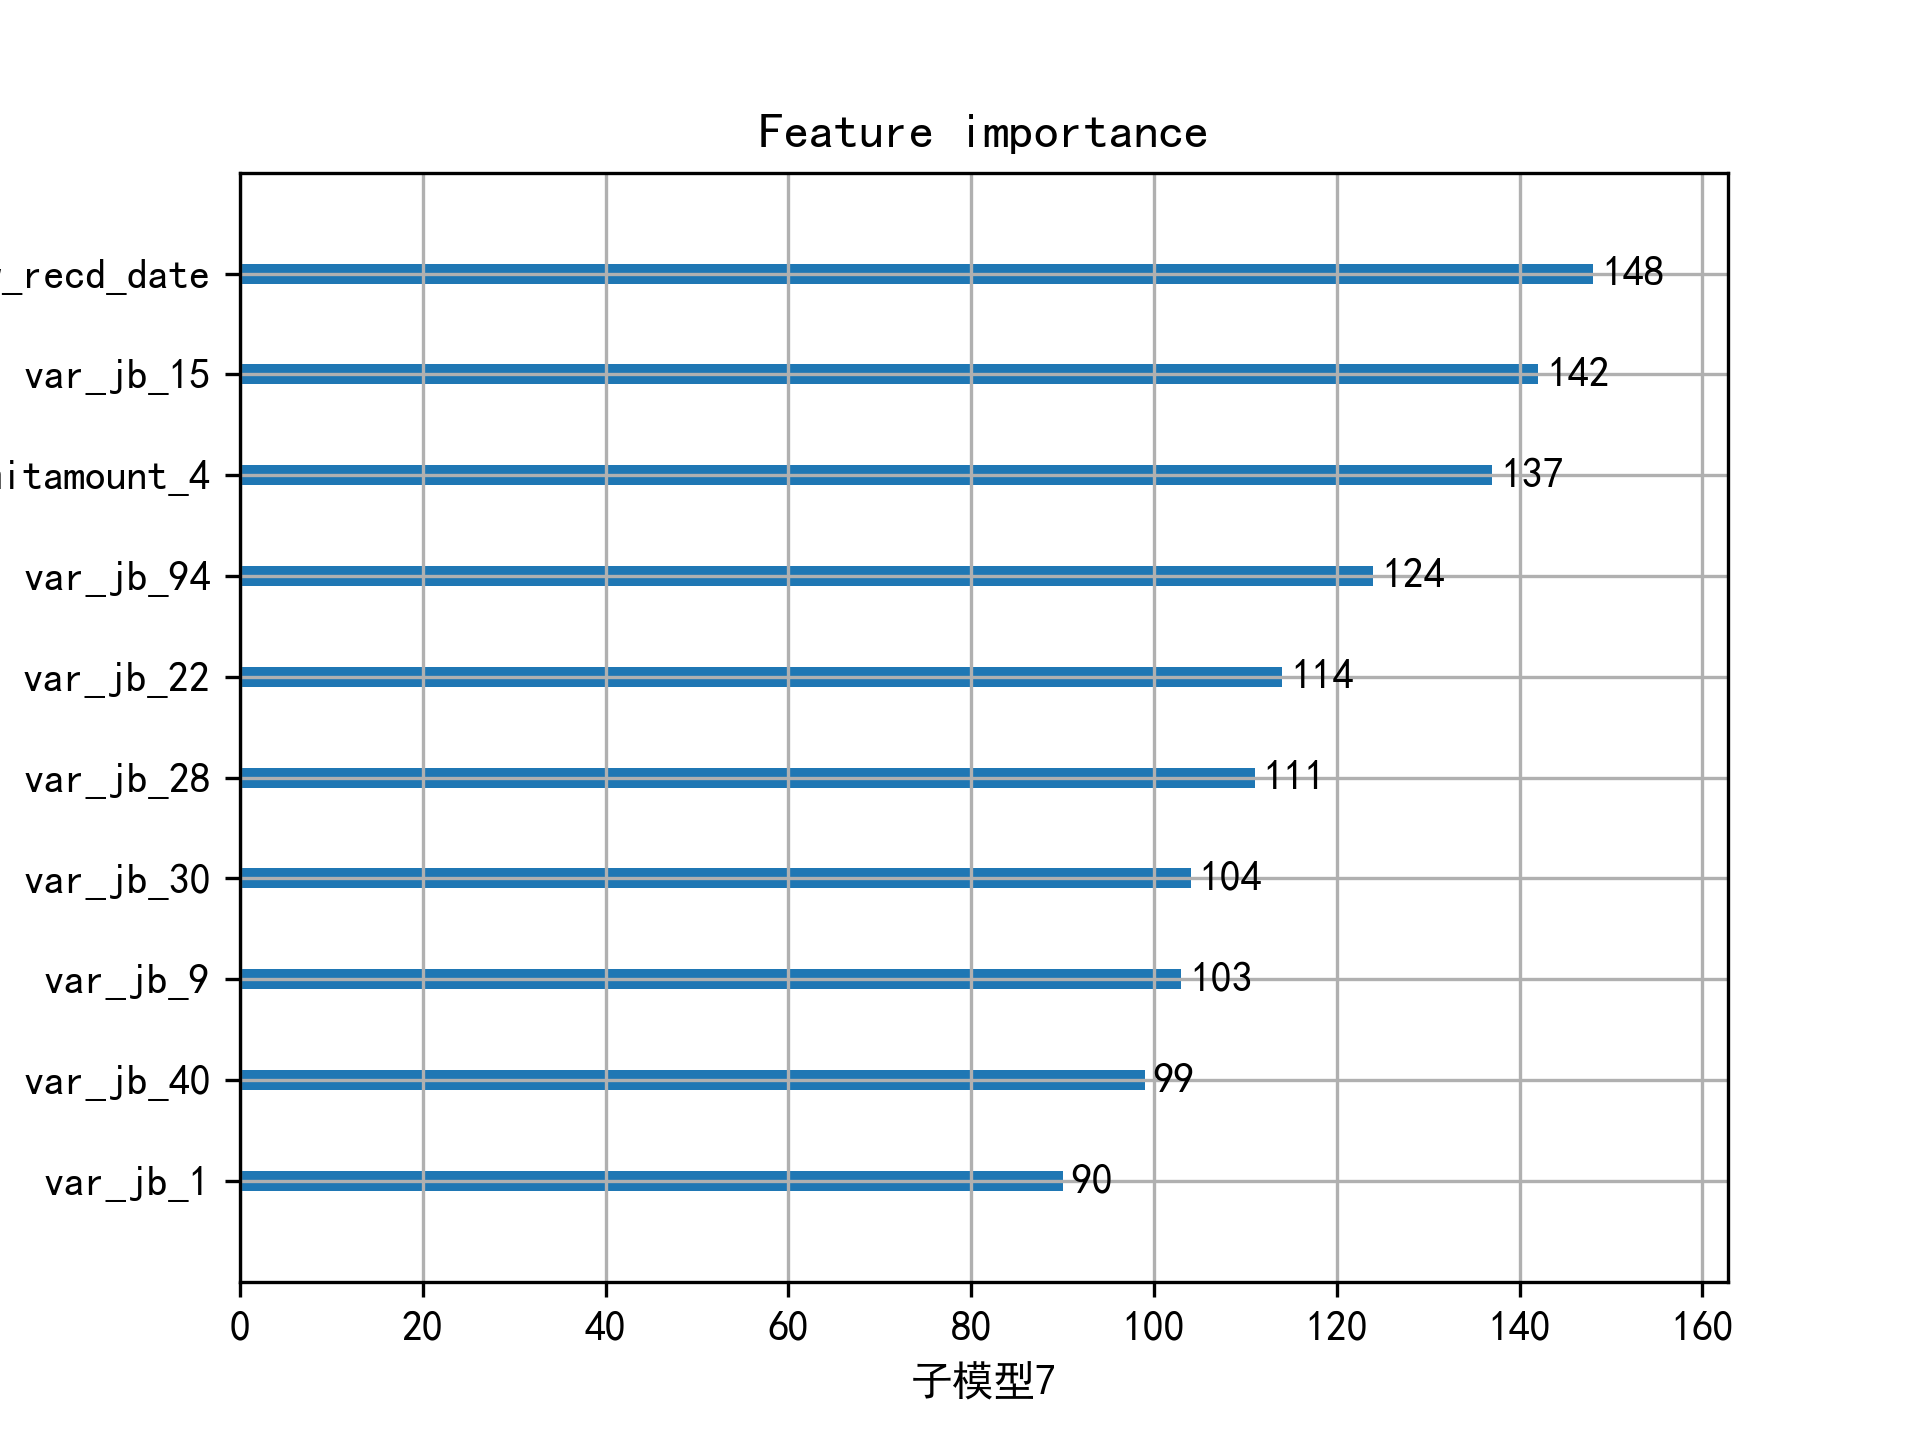 Feature importance
_recd_date 148
var_jb_15 142
itamount_4 137
var_jb_94 124
var_jb_22 114
var_jb_28 111
var_jb_30 104
var_jb_9 103
var_jb_40 99
var_jb_1 90
0 20 40 60 80 100 120 140 160
子模型7